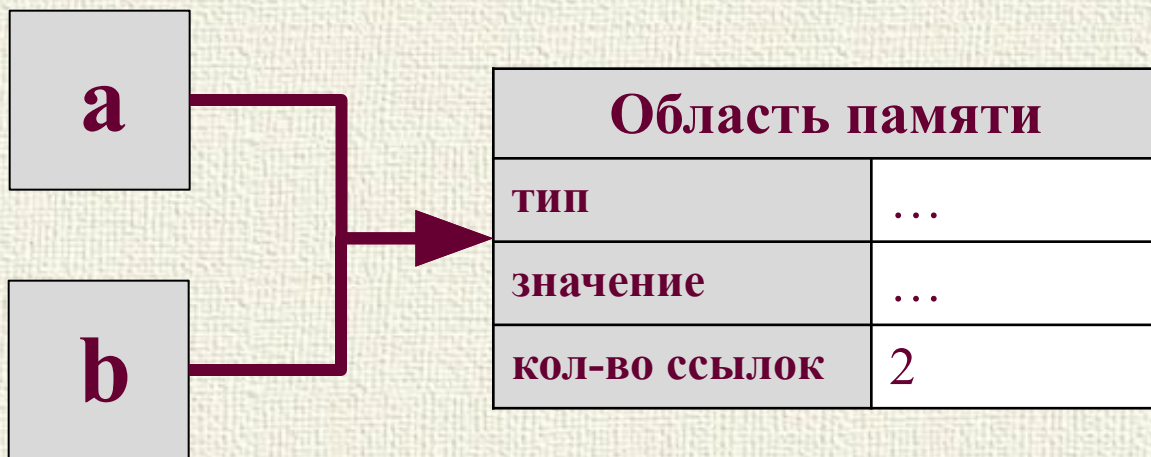 a
b
Область памяти
тип …
значение …
кол-во ссылок 2